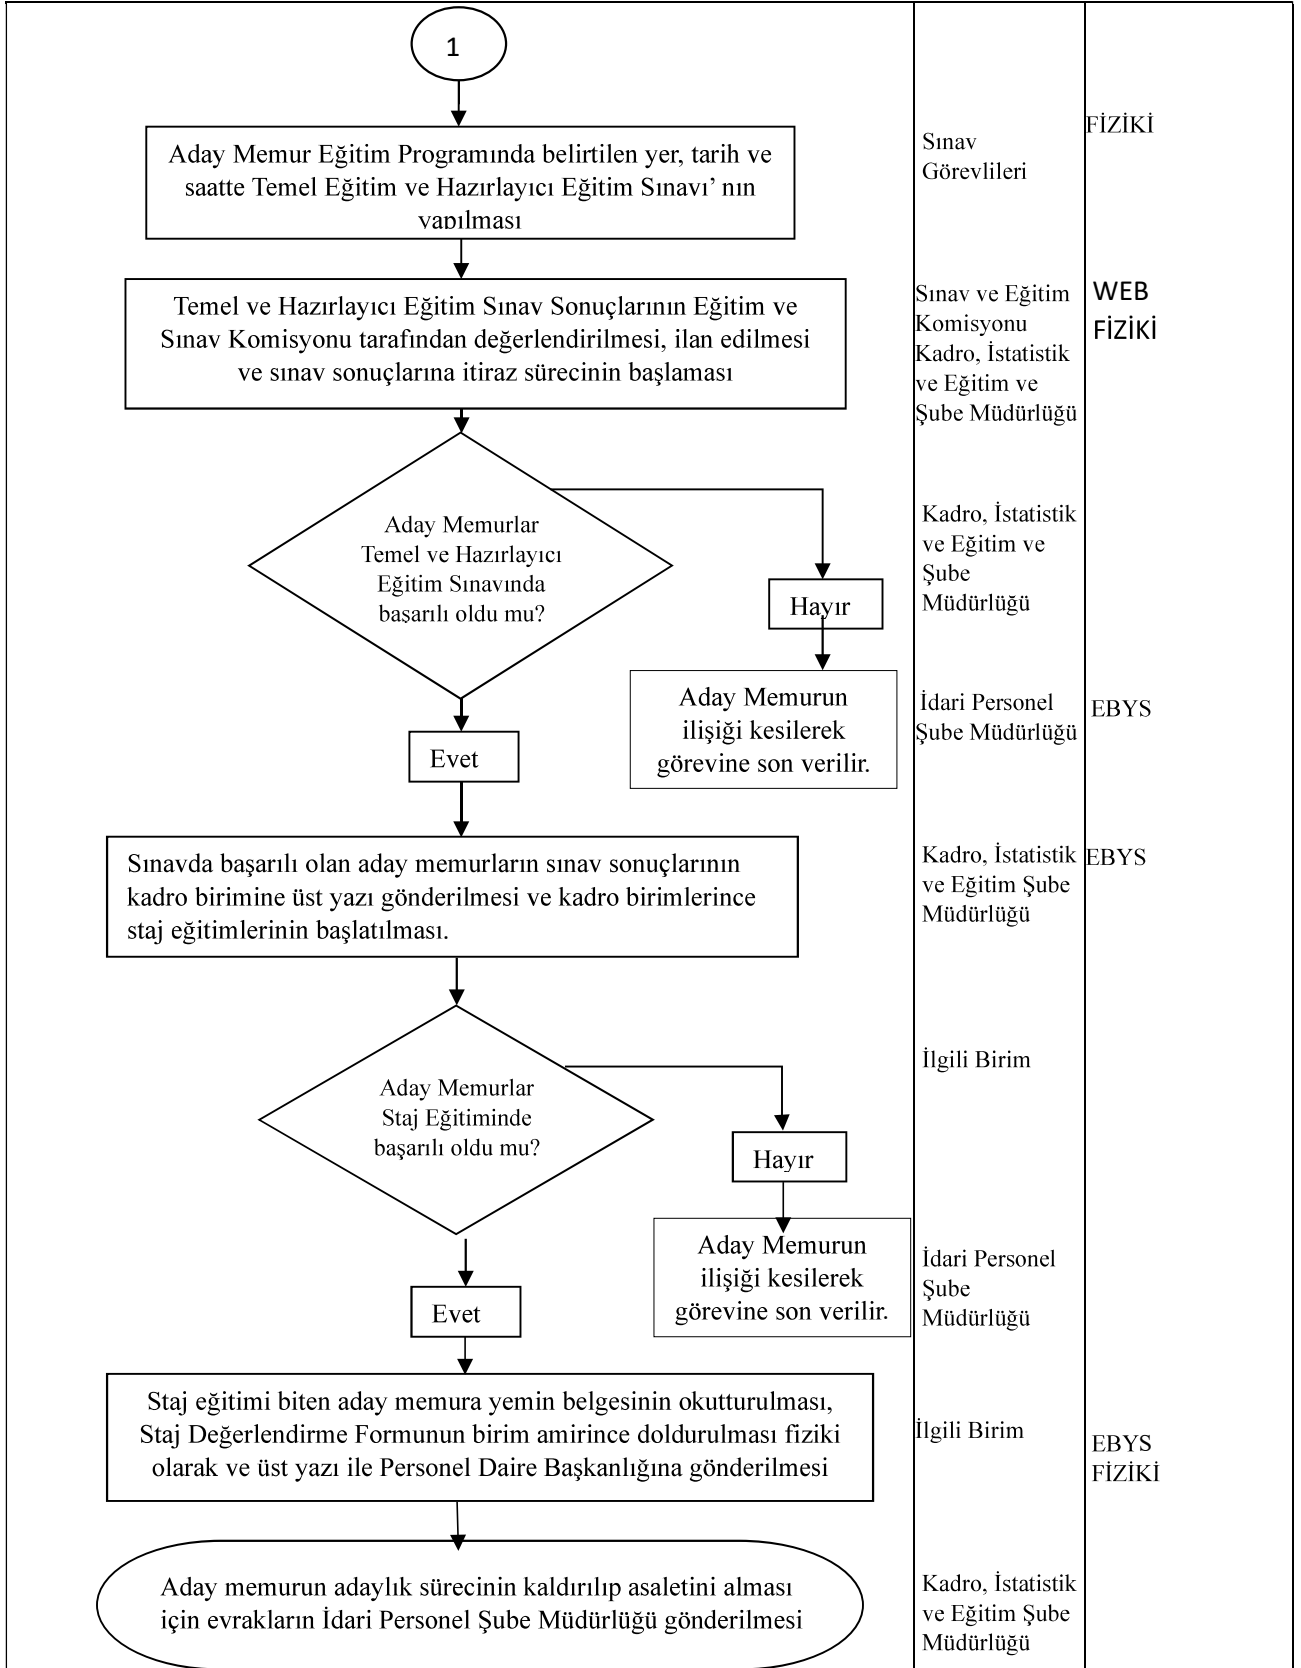 1
Aday Memur Eğitim Programında belirtilen yer, tarih ve
saatte Temel Eğitim ve Hazırlayıcı Eğitim Sınavı’ nın
yapılması
Sınav
Görevlileri
FİZİKİ
Temel ve Hazırlayıcı Eğitim Sınav Sonuçlarının Eğitim ve
Sınav Komisyonu tarafından değerlendirilmesi, ilan edilmesi
ve sınav sonuçlarına itiraz sürecinin başlaması
Sınav ve Eğitim
Komisyonu
Kadro, İstatistik
ve Eğitim ve
Şube Müdürlüğü
WEB
FİZİKİ
Aday Memurlar
Temel ve Hazırlayıcı
Eğitim Sınavında
başarılı oldu mu?
Kadro, İstatistik
ve Eğitim ve
Şube
Müdürlüğü
Hayır
Aday Memurun
ilişiği kesilerek
görevine son verilir.
İdari Personel
Şube Müdürlüğü
EBYS
Evet
Sınavda başarılı olan aday memurların sınav sonuçlarının
kadro birimine üst yazı gönderilmesi ve kadro birimlerince
staj eğitimlerinin başlatılması.
Kadro, İstatistik
ve Eğitim Şube
Müdürlüğü
EBYS
Aday Memurlar
Staj Eğitiminde
başarılı oldu mu?
İlgili Birim
Hayır
Aday Memurun
ilişiği kesilerek
görevine son verilir.
İdari Personel
Şube
Müdürlüğü
Evet
Staj eğitimi biten aday memura yemin belgesinin okutturulması,
Staj Değerlendirme Formunun birim amirince doldurulması fiziki
olarak ve üst yazı ile Personel Daire Başkanlığına gönderilmesi
İlgili Birim
EBYS
FİZİKİ
Aday memurun adaylık sürecinin kaldırılıp asaletini alması
için evrakların İdari Personel Şube Müdürlüğü gönderilmesi
Kadro, İstatistik
ve Eğitim Şube
Müdürlüğü